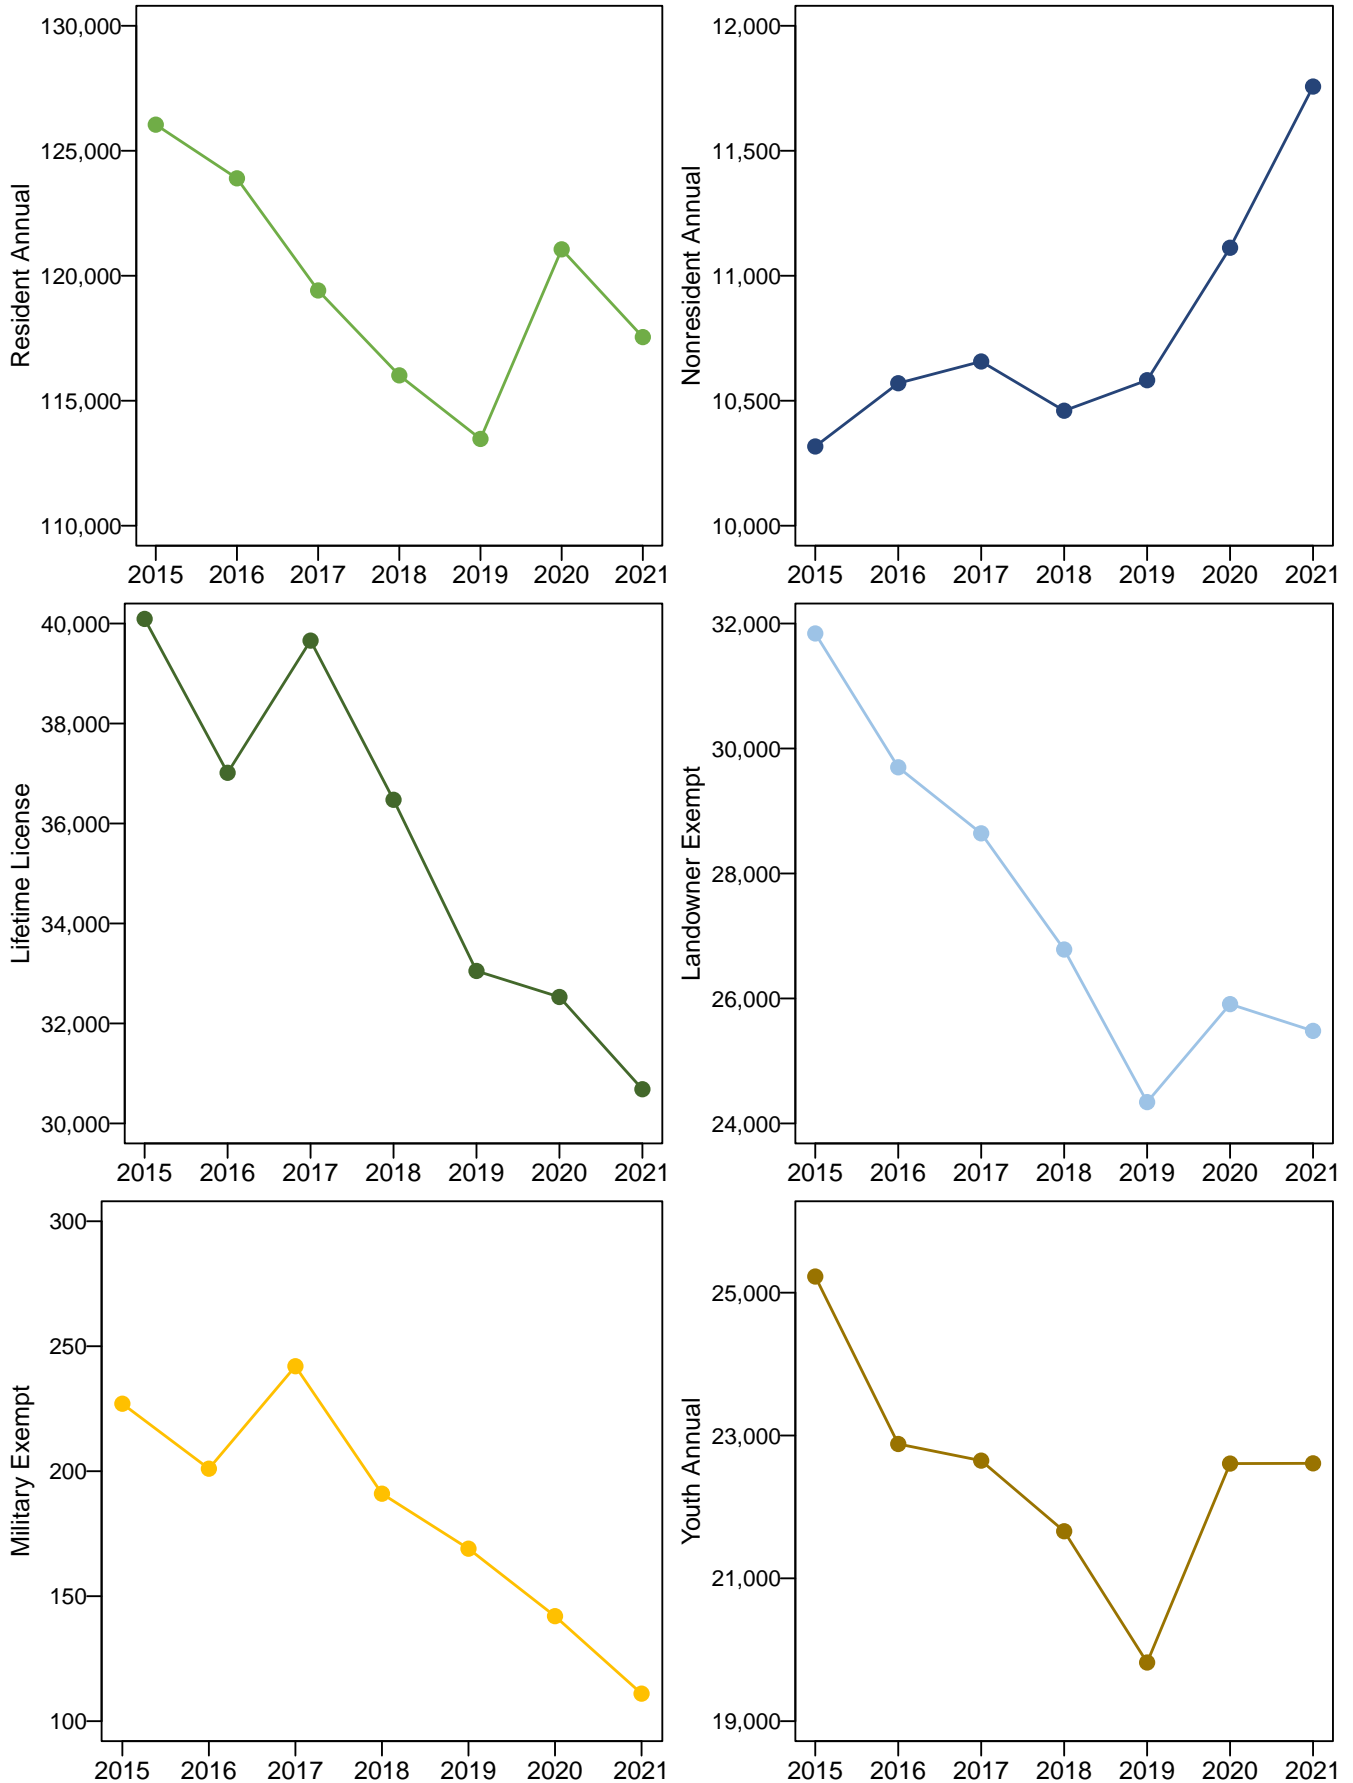 Resident Annual
130,000
125,000
120,000
115,000
110,000
2015 2016 2017 2018 2019 2020 2021
Nonresident Annual
12,000
11,500
11,000
10,500
10,000
2015 2016 2017 2018 2019 2020 2021
Lifetime License
40,000
38,000
36,000
34,000
32,000
30,000
2015 2016 2017 2018 2019 2020 2021
Landowner Exempt
32,000
30,000
28,000
26,000
24,000
2015 2016 2017 2018 2019 2020 2021
Military Exempt
300
250
200
150
100
2015 2016 2017 2018 2019 2020 2021
Youth Annual
25,000
23,000
21,000
19,000
2015 2016 2017 2018 2019 2020 2021